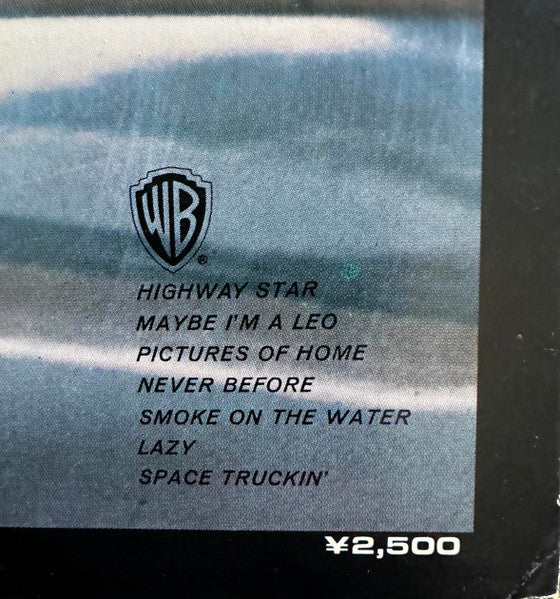 WB
®
HIGHWAY STAR
MAYBE I'M A LEO
PICTURES OF HOME
NEVER BEFORE
SMOKE ON THE WATER
LAZY
SPACE TRUCKIN'
¥2,500